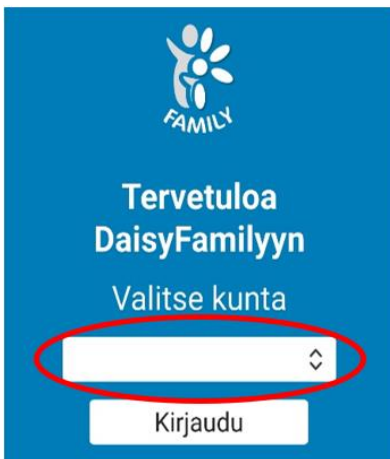 FAMILY
Tervetuloa
DaisyFamilyyn
Valitse kunta
Kirjaudu